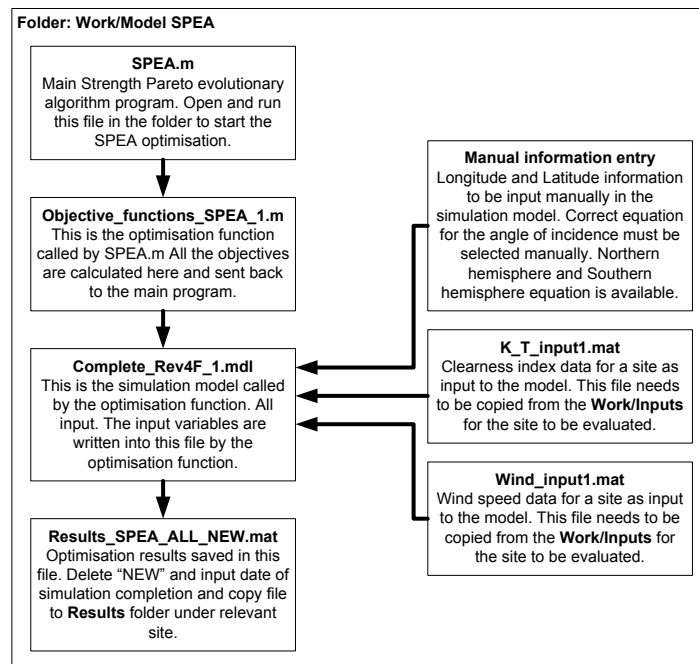 Folder: Work/Model SPEA
SPEA.m
Main Strength Pareto evolutionary
algorithm program. Open and run
this file in the folder to start the
SPEA optimisation.
Objective_functions_SPEA_1.m
This is the optimisation function
called by SPEA.m All the objectives
are calculated here and sent back
to the main program.
Complete_Rev4F_1.mdl
This is the simulation model called
by the optimisation function. All
input. The input variables are
written into this file by the
optimisation function.
Results_SPEA_ALL_NEW.mat
Optimisation results saved in this
file. Delete “NEW” and input date of
simulation completion and copy file
to Results folder under relevant
site.
Manual information entry
Longitude and Latitude information
to be input manually in the
simulation model. Correct equation
for the angle of incidence must be
selected manually. Northern
hemisphere and Southern
hemisphere equation is available.
K_T_input1.mat
Clearness index data for a site as
input to the model. This file needs
to be copied from the Work/Inputs
for the site to be evaluated.
Wind_input1.mat
Wind speed data for a site as input
to the model. This file needs to be
copied from the Work/Inputs for
the site to be evaluated.